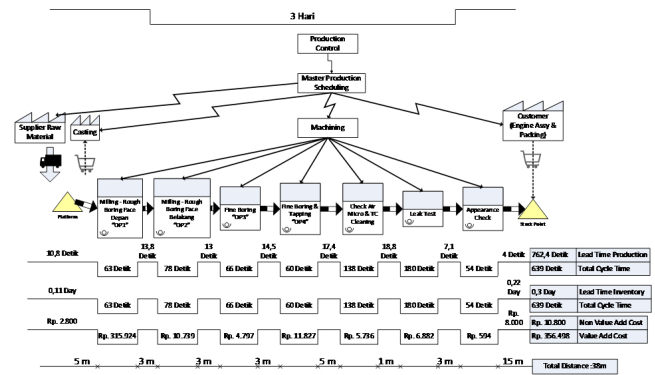 3 Hari
Production
Control
Master Production
Scheduling
Supplier Raw
Material
Casting
Machining
Customer
(Engine Assy &
Packing)
Milling - Rough
Boring Face
Depan
"OP1"
Milling - Rough
Boring Face
Belakang
"OP2"
Fine Boring
"OP3"
Fine Boring &
Tapping
"OP4"
Check Air
Micro & TC
Cleaning
Leak Test
Appearance
Check
Stock Point
10,8 Detik
13,8
Detik
13
Detik
14,5
Detik
17,4
Detik
18,8
Detik
7,1
Detik
4 Detik
762,4 Detik
Lead Time Production
63 Detik
78 Detik
66 Detik
60 Detik
138 Detik
180 Detik
54 Detik
639 Detik
Total Cycle Time
0,11 Day
0,22
Day
0,3 Day
Lead Time Inventory
63 Detik
78 Detik
66 Detik
60 Detik
138 Detik
180 Detik
54 Detik
639 Detik
Total Cycle Time
Rp. 2.800
Rp.
8.000
Rp. 10.800
Non Value Add Cost
Rp. 315.924
Rp. 10.739
Rp. 4.797
Rp. 11.827
Rp. 5.736
Rp. 6.882
Rp. 594
Rp. 356.498
Value Add Cost
5 m
3 m
3 m
3 m
5 m
1 m
3 m
15 m
Total Distance :38m